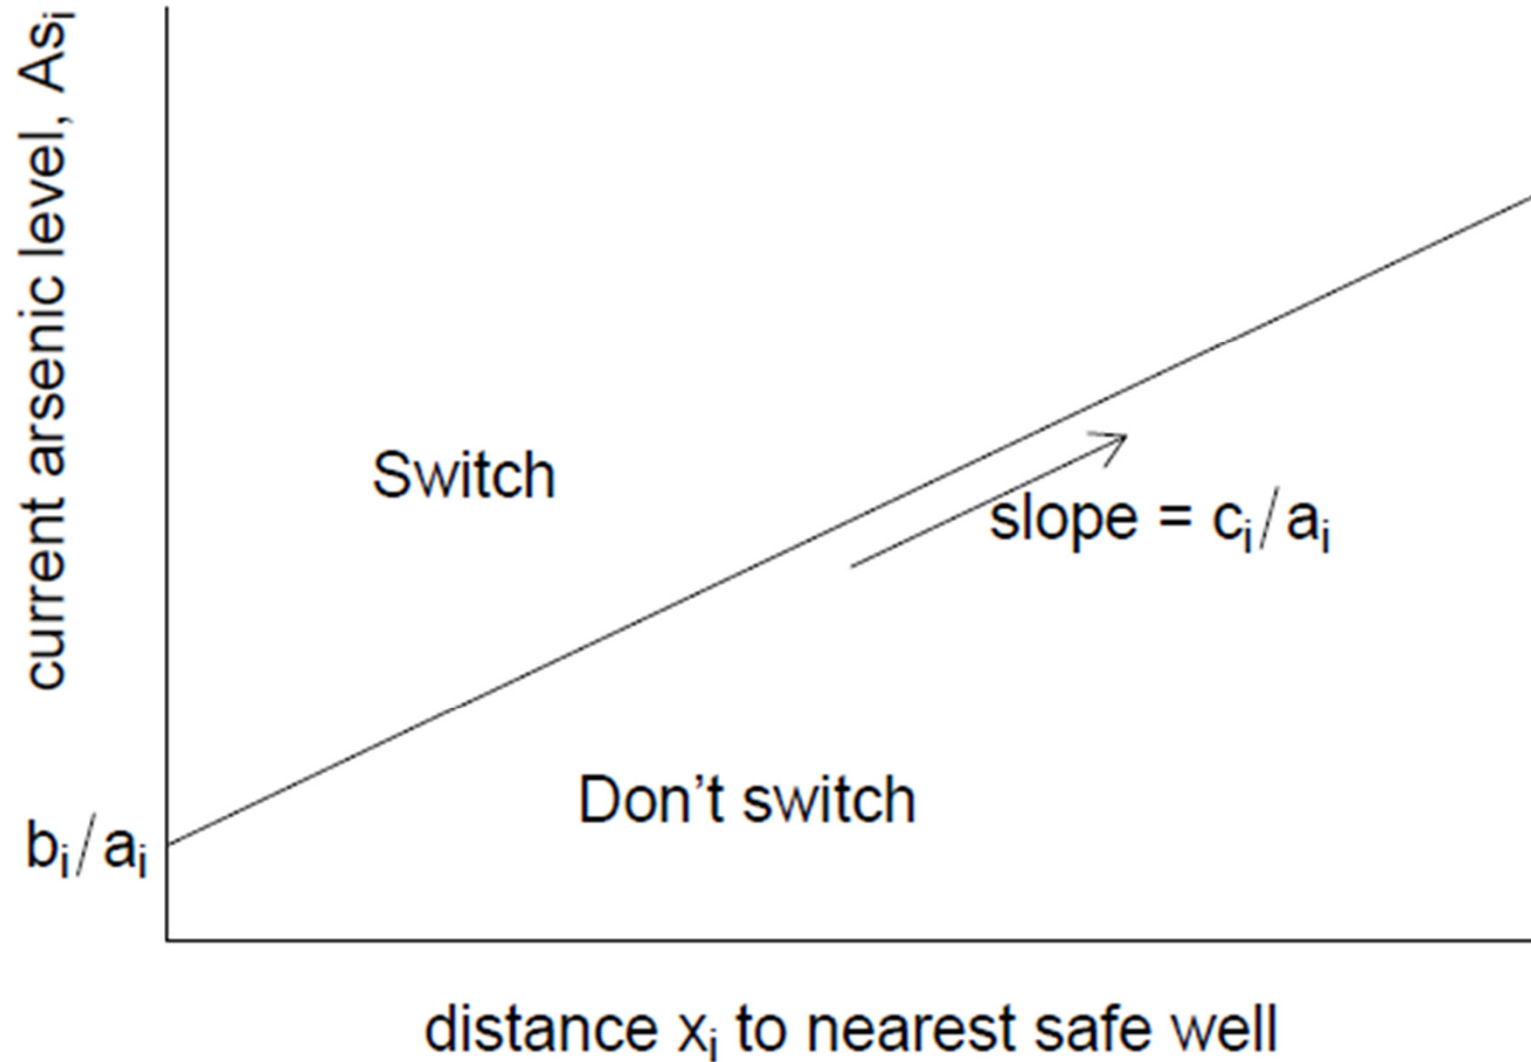 current arsenic level, Asᵢ
Switch
slope = cᵢ/aᵢ
Don’t switch
bᵢ/aᵢ
distance xᵢ to nearest safe well